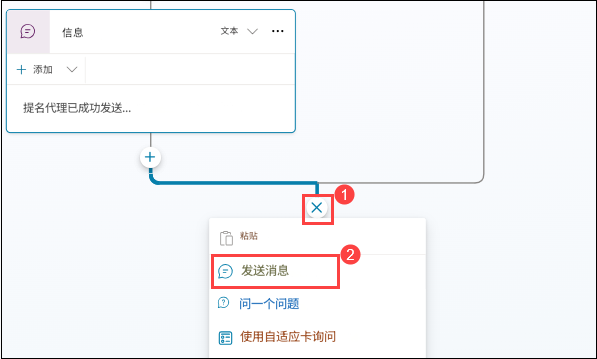 信息
文本
添加
提名代理已成功发送...
1
粘贴
2
发送消息
问一个问题
使用自适应卡询问